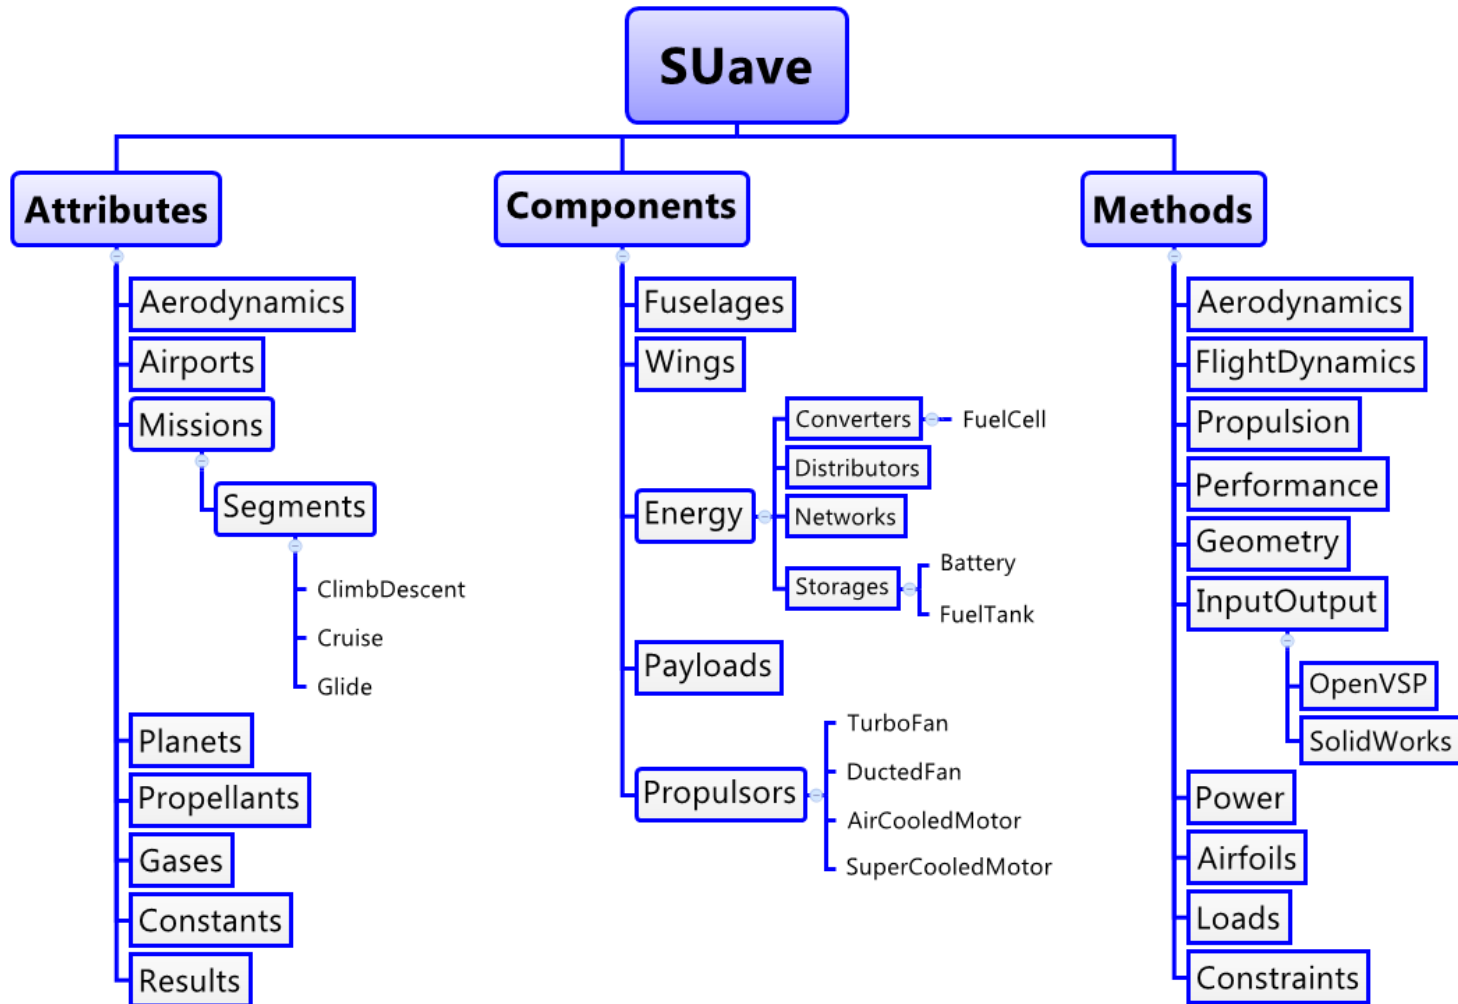 SUave
Attributes
Aerodynamics
Airports
Missions
Segments
ClimbDescent
Cruise
Glide
Planets
Propellants
Gases
Constants
Results
Components
Fuselages
Wings
Energy
Converters
FuelCell
Distributors
Networks
Storages
Battery
FuelTank
Payloads
Propulsors
TurboFan
DuctedFan
AirCooledMotor
SuperCooledMotor
Methods
Aerodynamics
FlightDynamics
Propulsion
Performance
Geometry
InputOutput
OpenVSP
SolidWorks
Power
Airfoils
Loads
Constraints